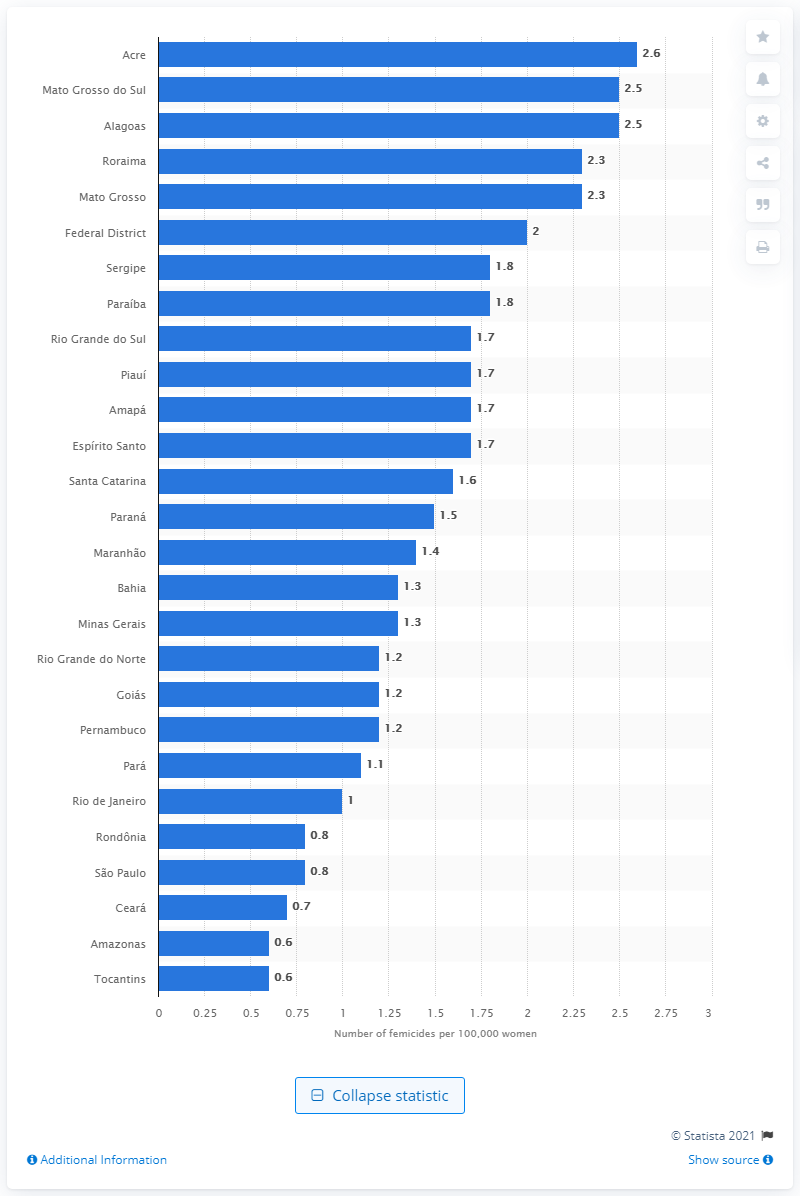 Acre 2.6
Mato Grosso do Sul 2.5
Alagoas 2.5
Roraima 2.3
Mato Grosso 2.3
Federal District 2
Sergipe 1.8
Paraíba 1.8
Rio Grande do Sul 1.7
Piauí 1.7
Amapá 1.7
Espírito Santo 1.7
Santa Catarina 1.6
Paraná 1.5
Maranhão 1.4
Bahia 1.3
Minas Gerais 1.3
Rio Grande do Norte 1.2
Goiás 1.2
Pernambuco 1.2
Pará 1.1
Rio de Janeiro 1
Rondônia 0.8
São Paulo 0.8
Ceará 0.7
Amazonas 0.6
Tocantins 0.6
0 0.25 0.5 0.75 1 1.25 1.5 1.75 2 2.25 2.5 2.75 3
Number of femicides per 100,000 women
Collapse statistic
© Statista 2021
Additional Information Show source